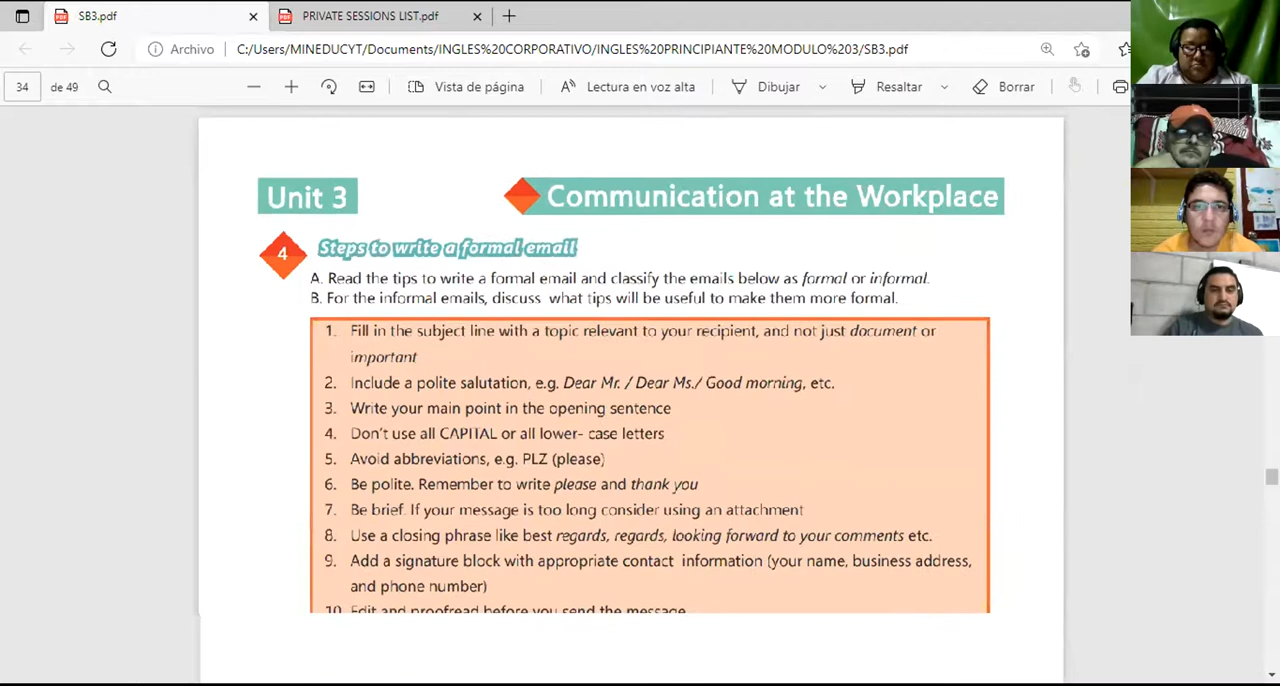 SB3.pdf
PRIVATE SESSIONS LIST.pdf
Archivo
C:/Users/MINEDUCYT/Documents/INGLES%20CORPORATIVO/INGLES%20PRINCIPIANTE%20MODULO%203/SB3.pdf
34 de 49
Vista de página
Lectura en voz alta
Dibujar
Resaltar
Borrar
Unit 3
Communication at the Workplace
4
Steps to write a formal email
A. Read the tips to write a formal email and classify the emails below as formal or informal.
B. For the informal emails, discuss what tips will be useful to make them more formal.
1. Fill in the subject line with a topic relevant to your recipient, and not just document or
important
2. Include a polite salutation, e.g. Dear Mr. / Dear Ms./ Good morning, etc.
3. Write your main point in the opening sentence
4. Don't use all CAPITAL or all lower- case letters
5. Avoid abbreviations, e.g. PLZ (please)
6. Be polite. Remember to write please and thank you
7. Be brief. If your message is too long consider using an attachment
8. Use a closing phrase like best regards, regards, looking forward to your comments etc.
9. Add a signature block with appropriate contact information (your name, business address,
and phone number)
10. Edit and proofread before you send the message